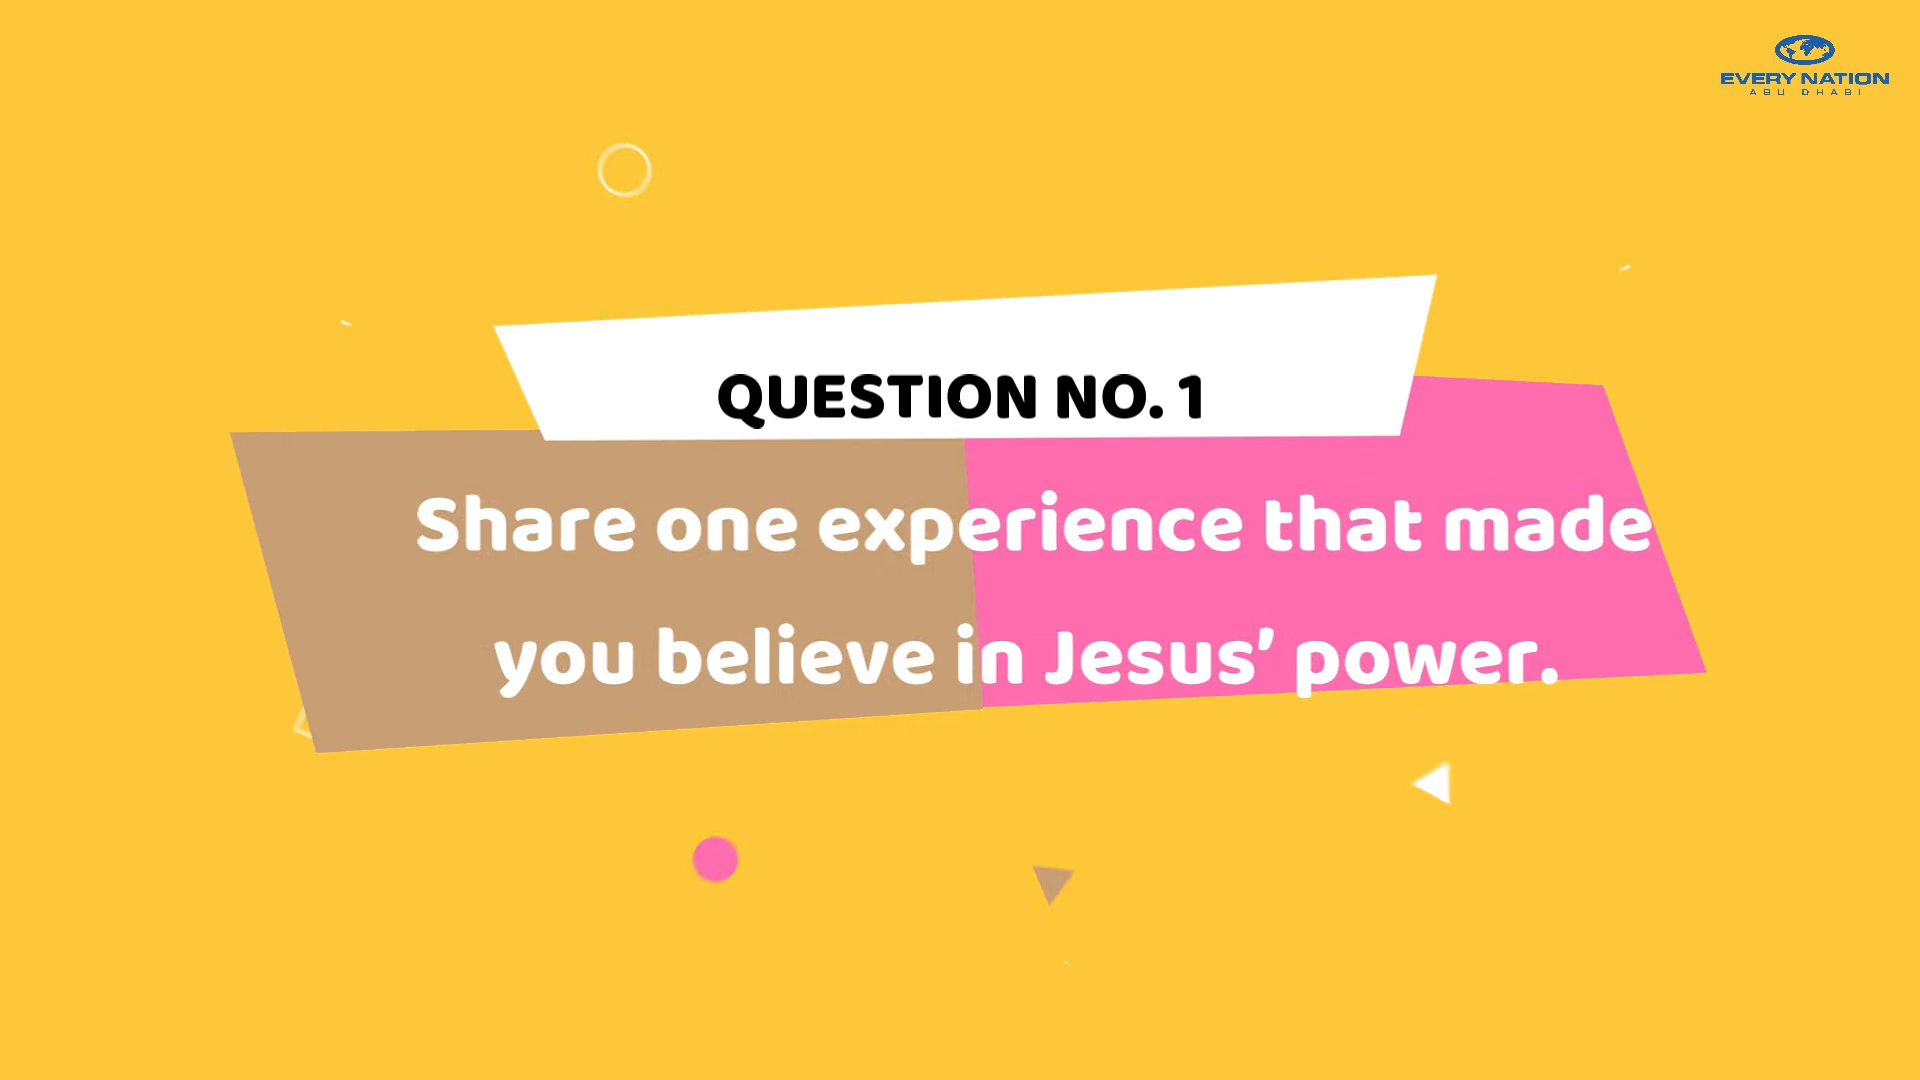 EVERY NATION
ABU DHABI
QUESTION NO. 1
Share one experience that made
you believe in Jesus’ power.